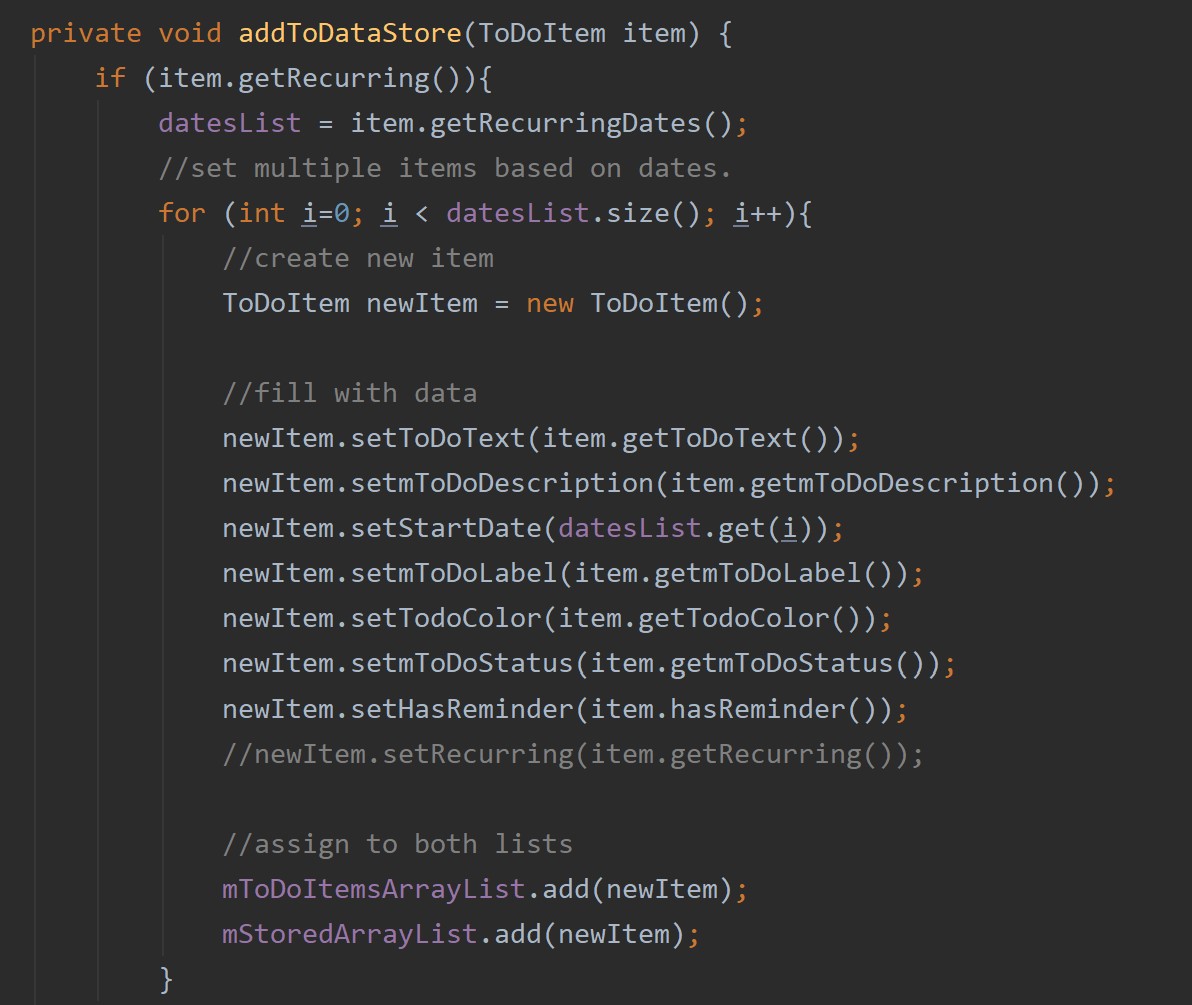 private void addToDataStore(ToDoItem item) {
if (item.getRecurring()){
datesList = item.getRecurringDates();
//set multiple items based on dates.
for (int i=0; i < datesList.size(); i++){
//create new item
ToDoItem newItem = new ToDoItem();
//fill with data
newItem.setToDoText(item.getToDoText());
newItem.setmToDoDescription(item.getmToDoDescription());
newItem.setStartDate(datesList.get(i));
newItem.setmToDoLabel(item.getmToDoLabel());
newItem.setTodoColor(item.getTodoColor());
newItem.setmToDoStatus(item.getmToDoStatus());
newItem.setHasReminder(item.hasReminder());
//newItem.setRecurring(item.getRecurring());
//assign to both lists
mToDoItemsArrayList.add(newItem);
mStoredArrayList.add(newItem);
}